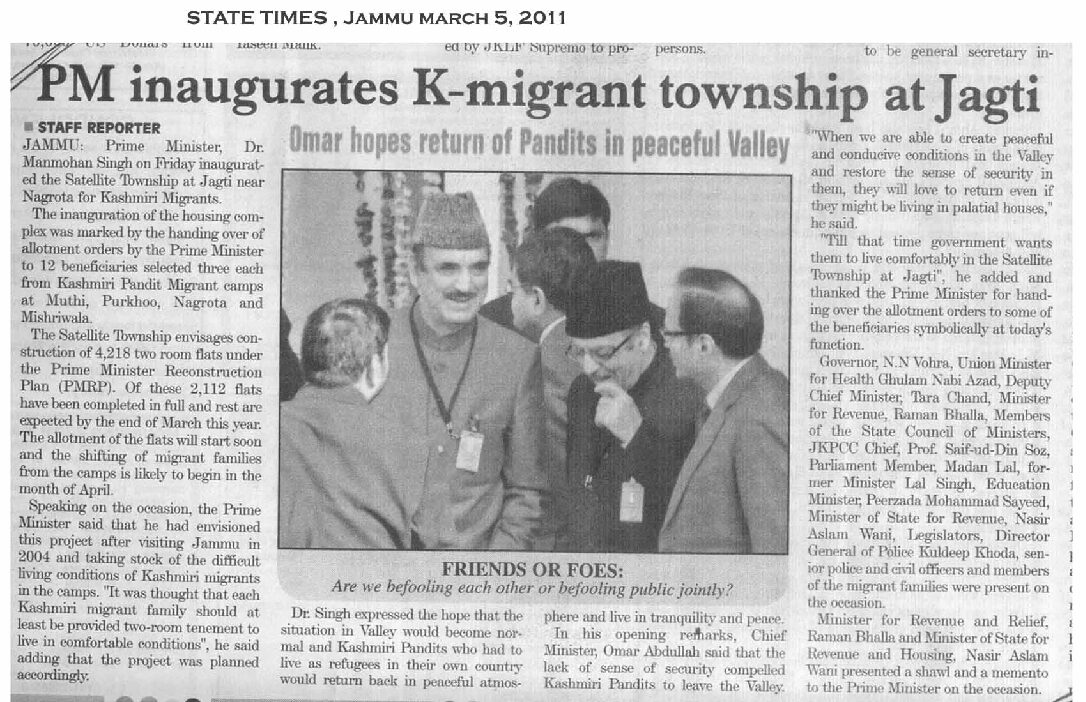 STATE TIMES , JAMMU MARCH 5, 2011
US Dollars from
Yaseen Malik.
ed by JKLF Supremo to pro-
persons.
to be general secretary in-
PM inaugurates K-migrant township at Jagti
■ STAFF REPORTER
JAMMU: Prime Minister, Dr.
Manmohan Singh on Friday inaugurat-
ed the Satellite Township at Jagti near
Nagrota for Kashmiri Migrants.
The inauguration of the housing com-
plex was marked by the handing over of
allotment orders by the Prime Minister
to 12 beneficiaries selected three each
from Kashmiri Pandit Migrant camps
at Muthi, Purkhoo, Nagrota and
Mishriwala.
The Satellite Township envisages con-
struction of 4,218 two room flats under
the Prime Minister Reconstruction
Plan (PMRP). Of these 2,112 flats
have been completed in full and rest are
expected by the end of March this year.
The allotment of the flats will start soon
and the shifting of migrant families
from the camps is likely to begin in the
month of April.
Speaking on the occasion, the Prime
Minister said that he had envisioned
this project after visiting Jammu in
2004 and taking stock of the difficult
living conditions of Kashmiri migrants
in the camps. "It was thought that each
Kashmiri migrant family should at
least be provided two-room tenement to
live in comfortable conditions", he said
adding that the project was planned
accordingly.
Omar hopes return of Pandits in peaceful Valley
FRIENDS OR FOES:
Are we befooling each other or befooling public jointly?
Dr. Singh expressed the hope that the
situation in Valley would become nor-
mal and Kashmiri Pandits who had to
live as refugees in their own country
would return back in peaceful atmos-
phere and live in tranquility and peace.
In his opening remarks, Chief
Minister, Omar Abdullah said that the
lack of sense of security compelled
Kashmiri Pandits to leave the Valley.
"When we are able to create peaceful
and conducive conditions in the Valley
and restore the sense of security in
them, they will love to return even if
they might be living in palatial houses,"
he said.
"Till that time government wants
them to live comfortably in the Satellite
Township at Jagti", he added and
thanked the Prime Minister for hand-
ing over the allotment orders to some of
the beneficiaries symbolically at today's
function.
Governor, N.N Vohra, Union Minister
for Health Ghulam Nabi Azad, Deputy
Chief Minister, Tara Chand, Minister
for Revenue, Raman Bhalla, Members
of the State Council of Ministers,
JKPCC Chief, Prof. Saif-ud-Din Soz,
Parliament Member, Madan Lal, for-
mer Minister Lal Singh, Education
Minister, Peerzada Mohammad Sayeed,
Minister of State for Revenue, Nasir
Aslam Wani, Legislators, Director
General of Police Kuldeep Khoda, sen-
ior police and civil officers and members
of the migrant families were present on
the occasion.
Minister for Revenue and Relief,
Raman Bhalla and Minister of State for
Revenue and Housing, Nasir Aslam
Wani presented a shawl and a memento
to the Prime Minister on the occasion.